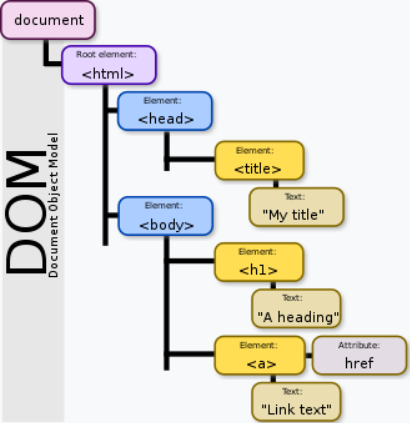 document
Root element:
<html>
Element:
<head>
Element:
<title>
Text:
"My title"
Element:
<body>
Element:
<h1>
Text:
"A heading"
Element:
<a>
Attribute:
href
Text:
"Link text"
DOM
Document Object Model